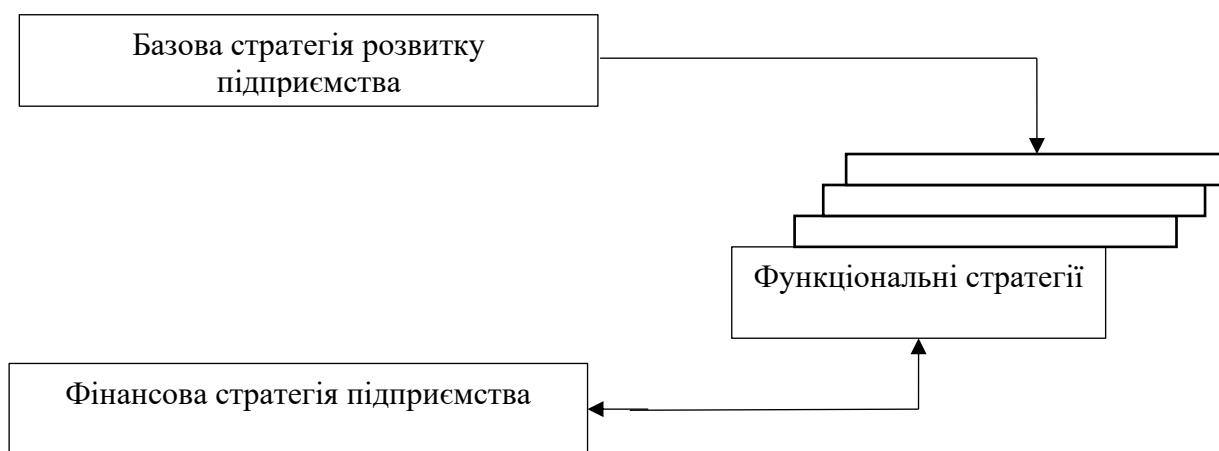 Базова стратегія розвитку
підприємства
Функціональні стратегії
Фінансова стратегія підприємства